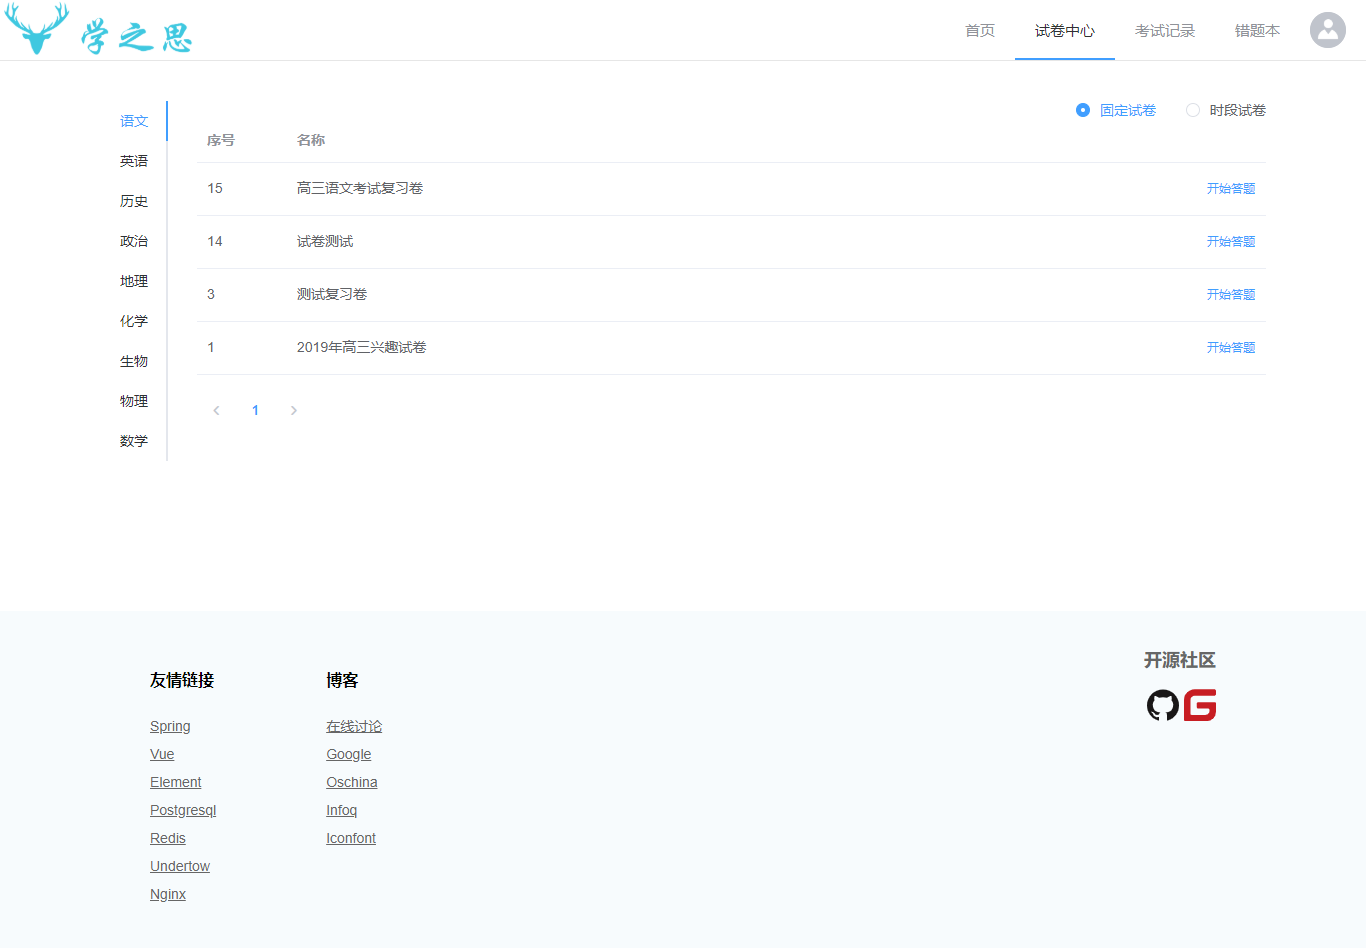 学之思
首页 试卷中心 考试记录 错题本
固定试卷 时段试卷
语文
英语
历史
政治
地理
化学
生物
物理
数学
序号 名称
15 高三语文考试复习卷 开始答题
14 试卷测试 开始答题
3 测试复习卷 开始答题
1 2019年高三兴趣试卷 开始答题
1
友情链接
Spring
Vue
Element
Postgresql
Redis
Undertow
Nginx
博客
在线讨论
Google
Oschina
Infoq
Iconfont
开源社区